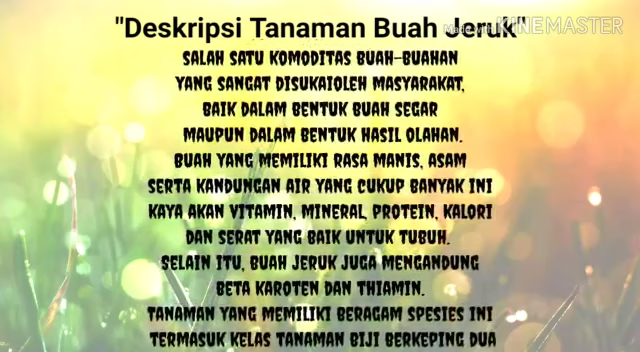 "Deskripsi Tanaman Buah Jeruk"
Made with KINEMASTER
SALAH SATU KOMODITAS BUAH-BUAHAN
YANG SANGAT DISUKAIOLEH MASYARAKAT,
BAIK DALAM BENTUK BUAH SEGAR
MAUPUN DALAM BENTUK HASIL OLAHAN.
BUAH YANG MEMILIKI RASA MANIS, ASAM
SERTA KANDUNGAN AIR YANG CUKUP BANYAK INI
KAYA AKAN VITAMIN, MINERAL, PROTEIN, KALORI
DAN SERAT YANG BAIK UNTUK TUBUH.
SELAIN ITU, BUAH JERUK JUGA MENGANDUNG
BETA KAROTEN DAN THIAMIN.
TANAMAN YANG MEMILIKI BERAGAM SPESIES INI
TERMASUK KELAS TANAMAN BIJI BERKEPING DUA